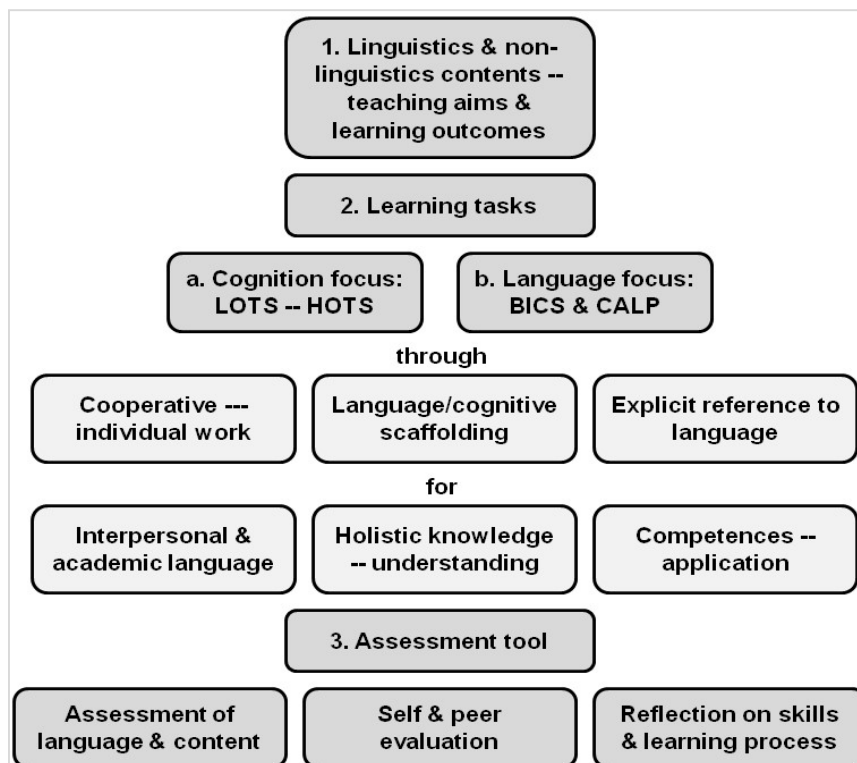 1. Linguistics & non-
linguistics contents --
teaching aims &
learning outcomes
2. Learning tasks
a. Cognition focus:
LOTS -- HOTS
b. Language focus:
BICS & CALP
through
Cooperative ---
individual work
Language/cognitive
scaffolding
Explicit reference to
language
for
Interpersonal &
academic language
Holistic knowledge
-- understanding
Competences --
application
3. Assessment tool
Assessment of
language & content
Self & peer
evaluation
Reflection on skills
& learning process